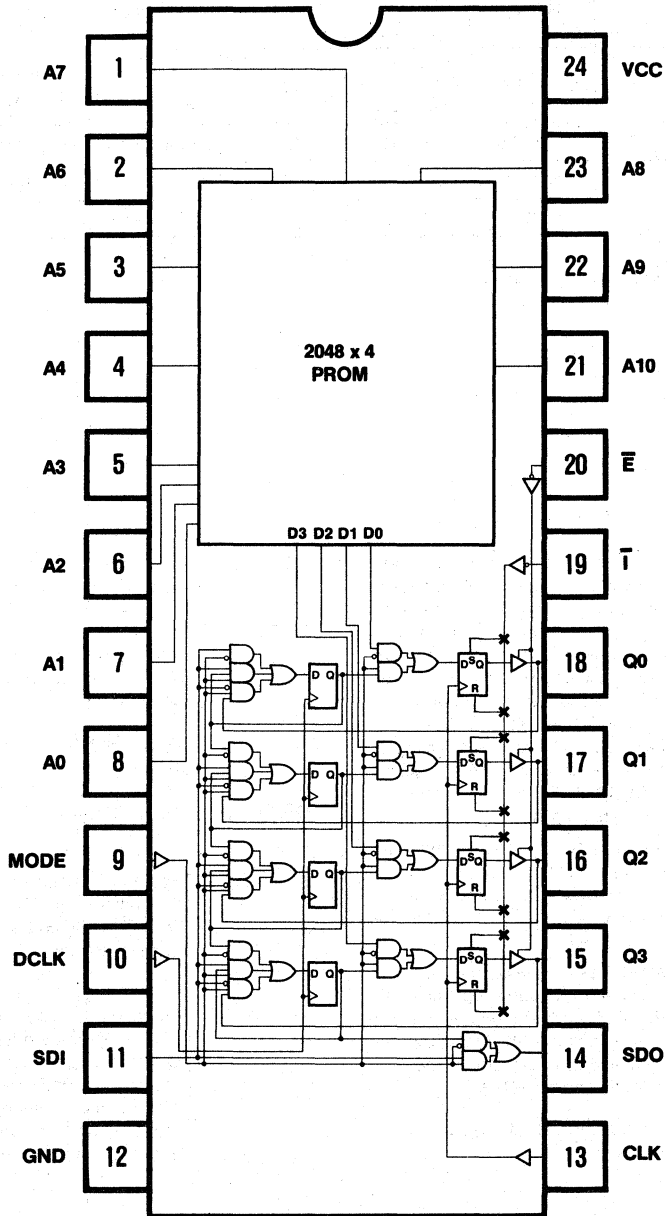 A7 1
24 VCC
A6 2
23 A8
A5 3
22 A9
A4 4
21 A10
2048 x 4
PROM
A3 5
20 E̅
D3 D2 D1 D0
A2 6
19 I̅
A1 7
18 Q0
D Q
D S Q
R
A0 8
17 Q1
D Q
D S Q
R
MODE 9
16 Q2
D Q
D S Q
R
DCLK 10
15 Q3
D Q
D S Q
R
SDI 11
14 SDO
GND 12
13 CLK